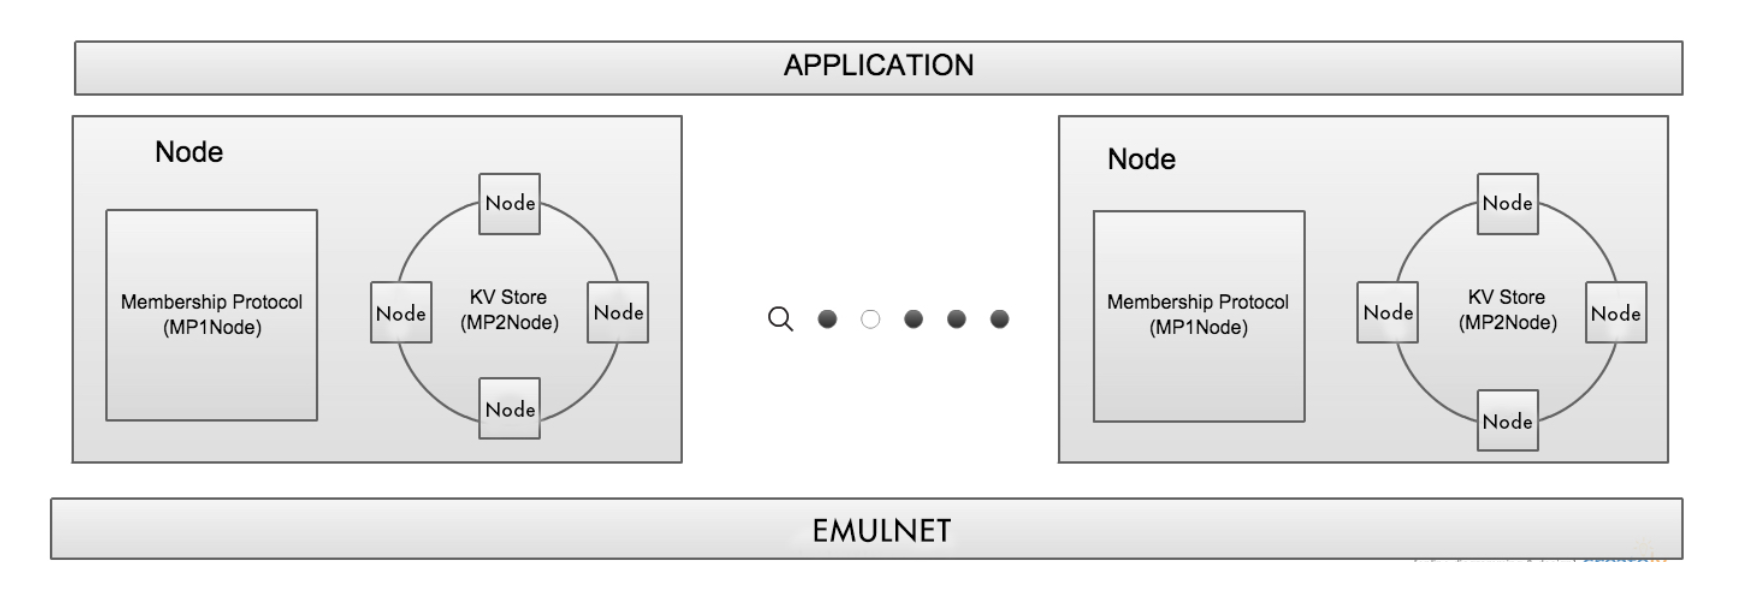 APPLICATION
Node
Node
Membership Protocol
(MP1Node)
Node
Node
KV Store
(MP2Node)
Node
Node
Node
Membership Protocol
(MP1Node)
Node
KV Store
(MP2Node)
Node
Node
EMULNET